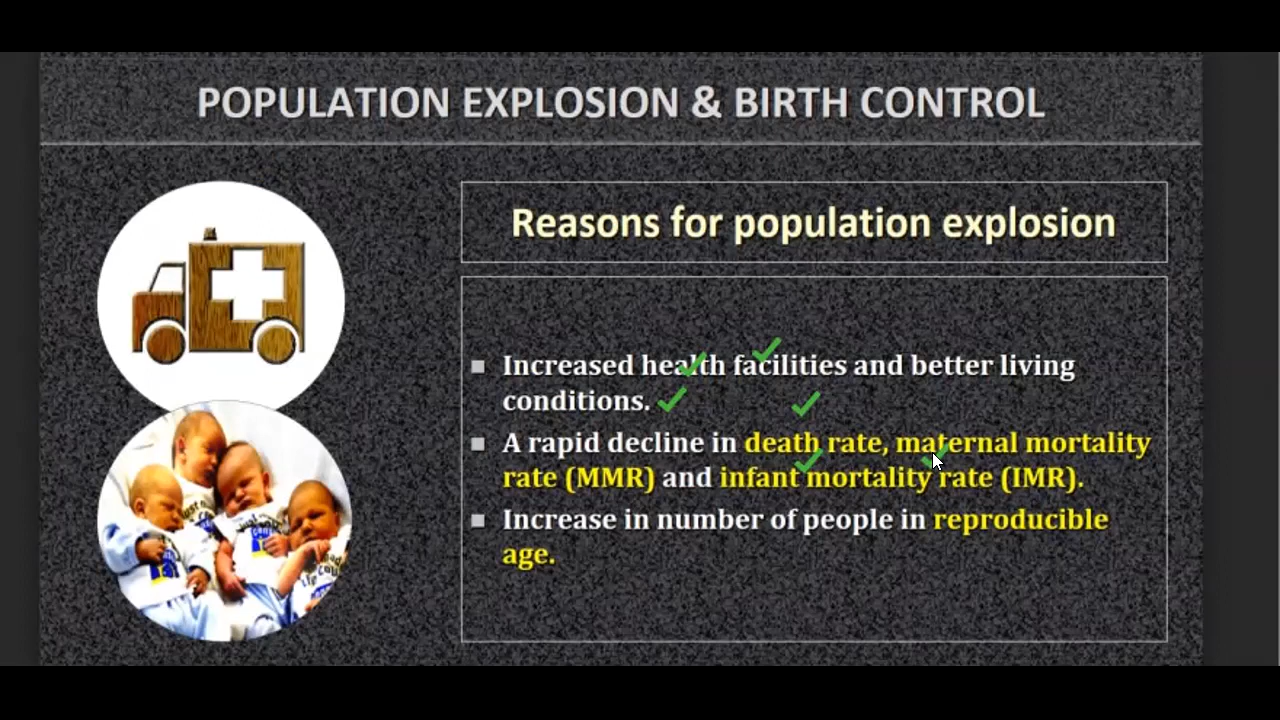 POPULATION EXPLOSION & BIRTH CONTROL
Reasons for population explosion
Increased health facilities and better living
conditions.
A rapid decline in death rate, maternal mortality
rate (MMR) and infant mortality rate (IMR).
Increase in number of people in reproducible
age.